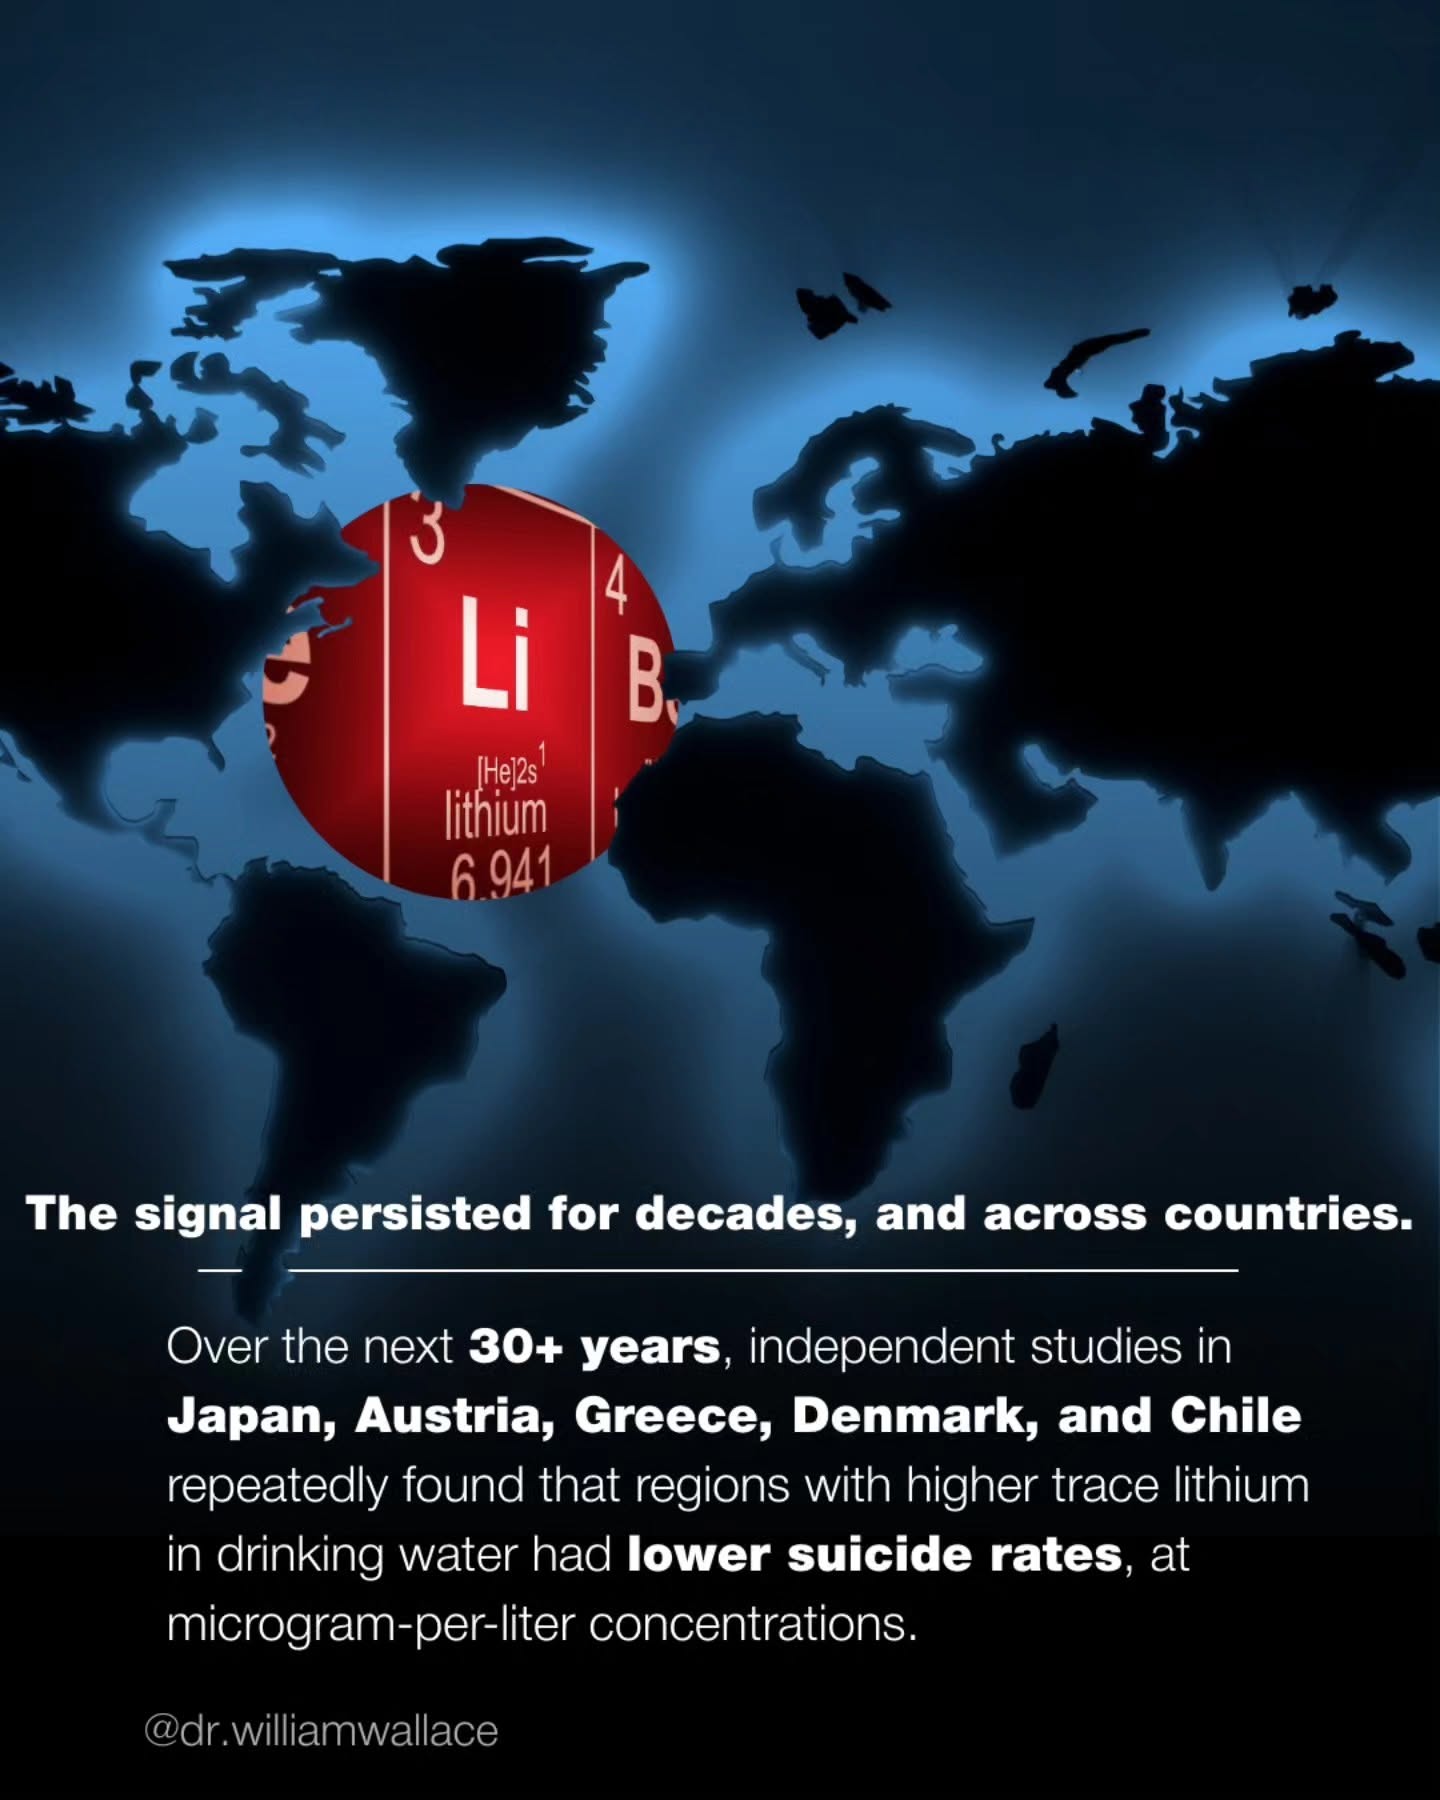 3
4
Li
B
e
[He]2s¹
lithium
6.941
The signal persisted for decades, and across countries.
Over the next 30+ years, independent studies in
Japan, Austria, Greece, Denmark, and Chile
repeatedly found that regions with higher trace lithium
in drinking water had lower suicide rates, at
microgram-per-liter concentrations.
@dr.williamwallace